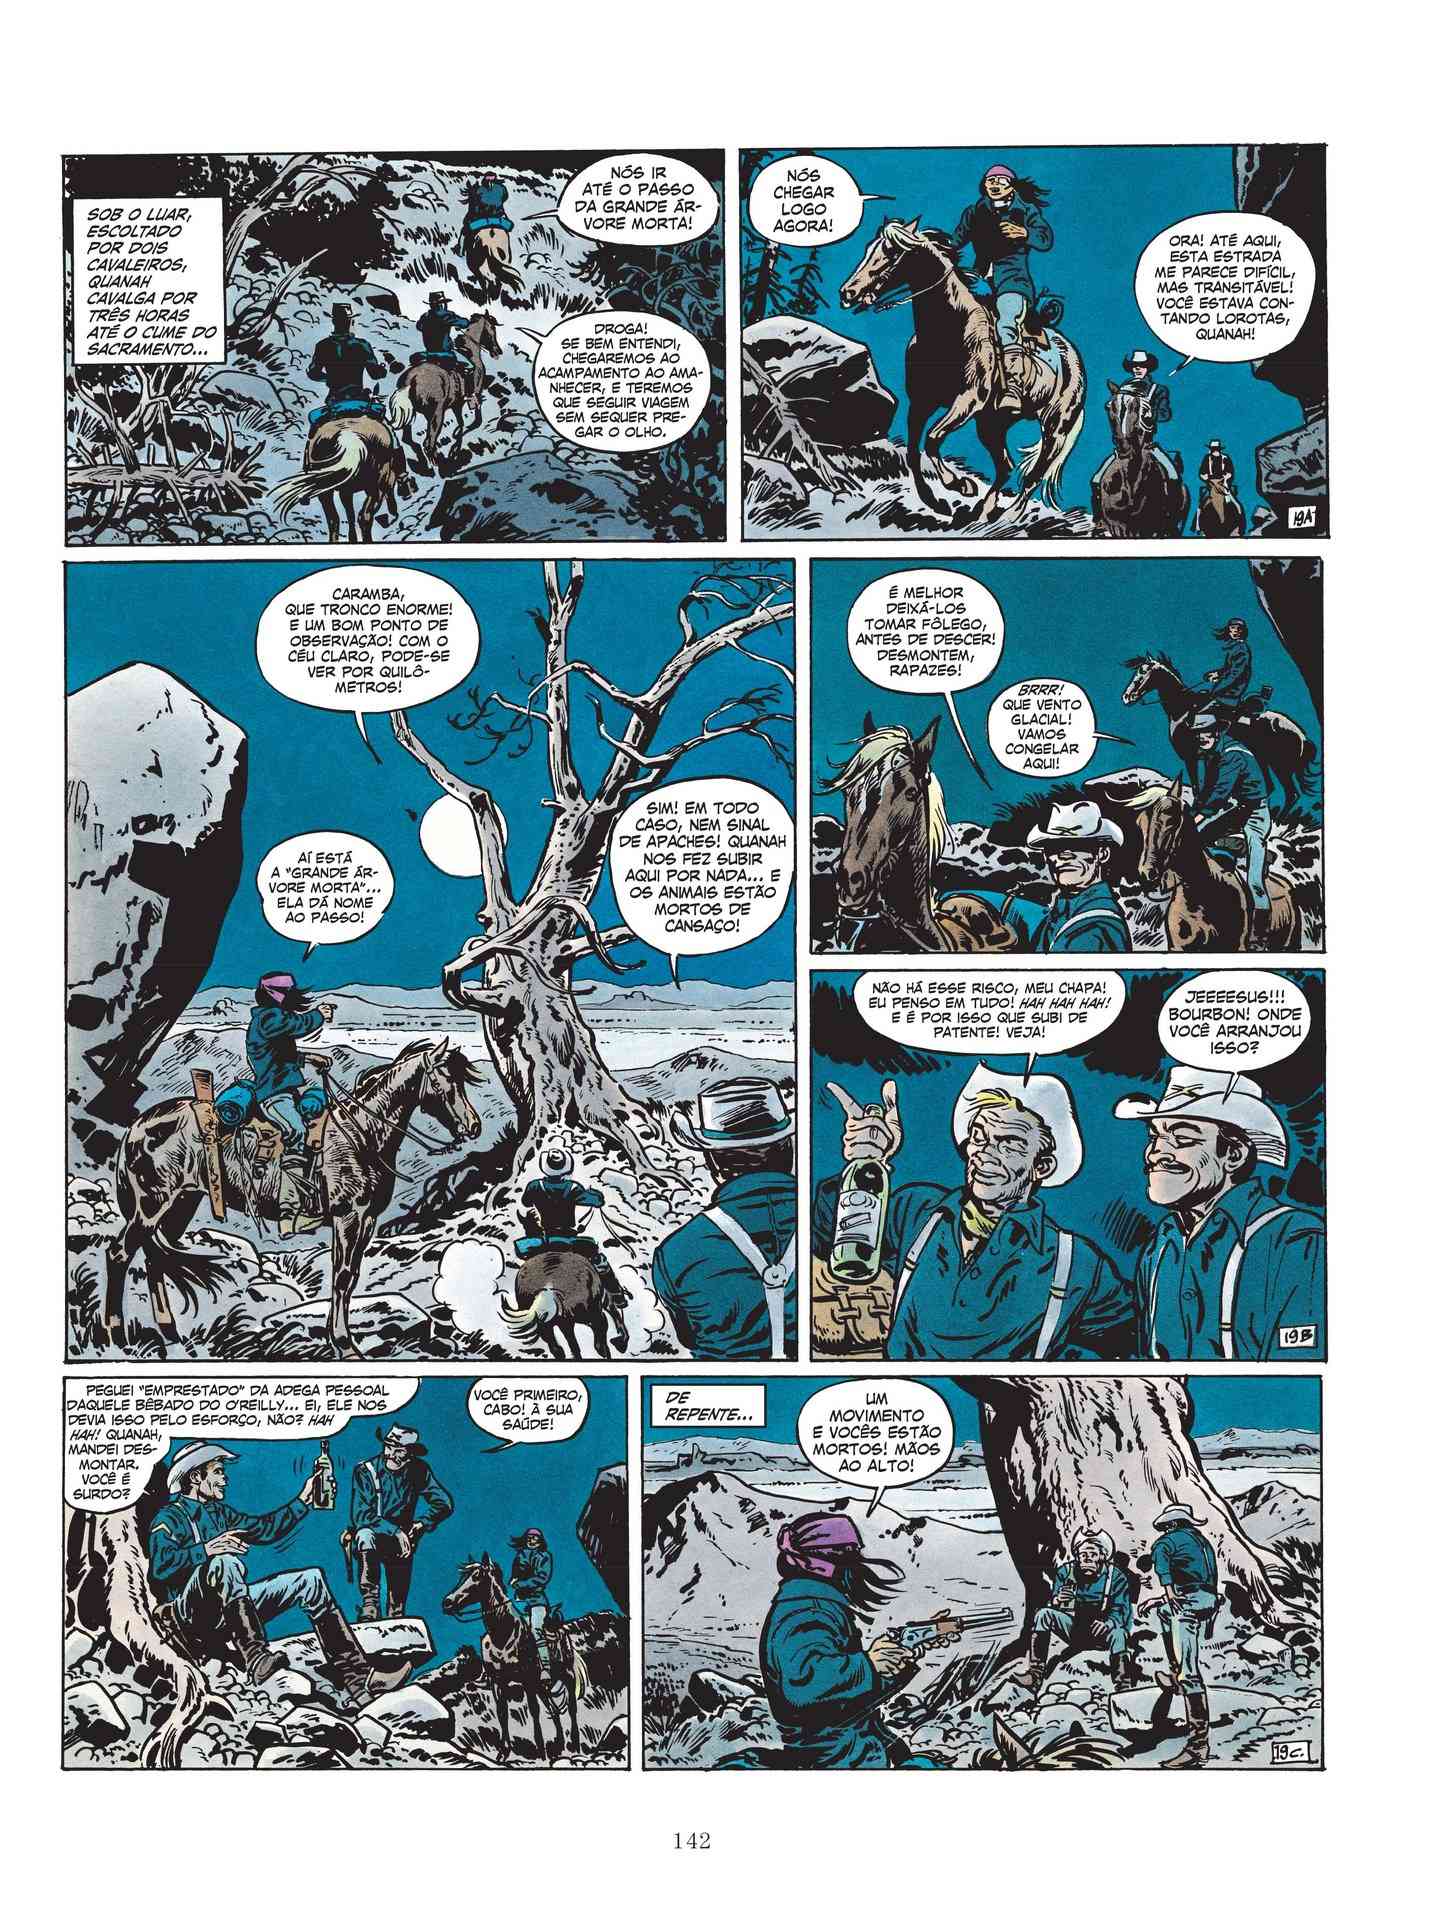 SOB O LUAR,
ESCOLTADO
POR DOIS
CAVALEIROS,
QUANAH
CAVALGA POR
TRÊS HORAS
ATÉ O CUME DO
SACRAMENTO...
NÓS IR
ATÉ O PASSO
DA GRANDE ÁR-
VORE MORTA!
DROGA!
SE BEM ENTENDI,
CHEGAREMOS AO
ACAMPAMENTO AO AMA-
NHECER, E TEREMOS
QUE SEGUIR VIAGEM
SEM SEQUER PRE-
GAR O OLHO.
NÓS
CHEGAR
LOGO
AGORA!
ORA! ATÉ AQUI,
ESTA ESTRADA
ME PARECE DIFÍCIL,
MAS TRANSITÁVEL!
VOCÊ ESTAVA CON-
TANDO LOROTAS,
QUANAH!
19A
CARAMBA,
QUE TRONCO ENORME!
E UM BOM PONTO DE
OBSERVAÇÃO! COM O
CÉU CLARO, PODE-SE
VER POR QUILÔ-
METROS!
AÍ ESTÁ
A "GRANDE ÁR-
VORE MORTA"...
ELA DÁ NOME
AO PASSO!
SIM! EM TODO
CASO, NEM SINAL
DE APACHES! QUANAH
NOS FEZ SUBIR
AQUI POR NADA... E
OS ANIMAIS ESTÃO
MORTOS DE
CANSAÇO!
É MELHOR
DEIXÁ-LOS
TOMAR FÔLEGO,
ANTES DE DESCER!
DESMONTEM,
RAPAZES!
BRRR!
QUE VENTO
GLACIAL!
VAMOS
CONGELAR
AQUI!
NÃO HÁ ESSE RISCO, MEU CHAPA!
EU PENSO EM TUDO! HAH HAH HAH!
E É POR ISSO QUE SUBI DE
PATENTE! VEJA!
JEEEESUS!!!
BOURBON! ONDE
VOCÊ ARRANJOU
ISSO?
19B
PEGUEI "EMPRESTADO" DA ADEGA PESSOAL
DAQUELE BÊBADO DO O'REILLY... EI, ELE NOS
DEVIA ISSO PELO ESFORÇO, NÃO? HAH
HAH! QUANAH,
MANDEI DES-
MONTAR.
VOCÊ É
SURDO?
VOCÊ PRIMEIRO,
CABO! À SUA
SAÚDE!
DE
REPENTE...
UM
MOVIMENTO
E VOCÊS ESTÃO
MORTOS! MÃOS
AO ALTO!
19C.
142